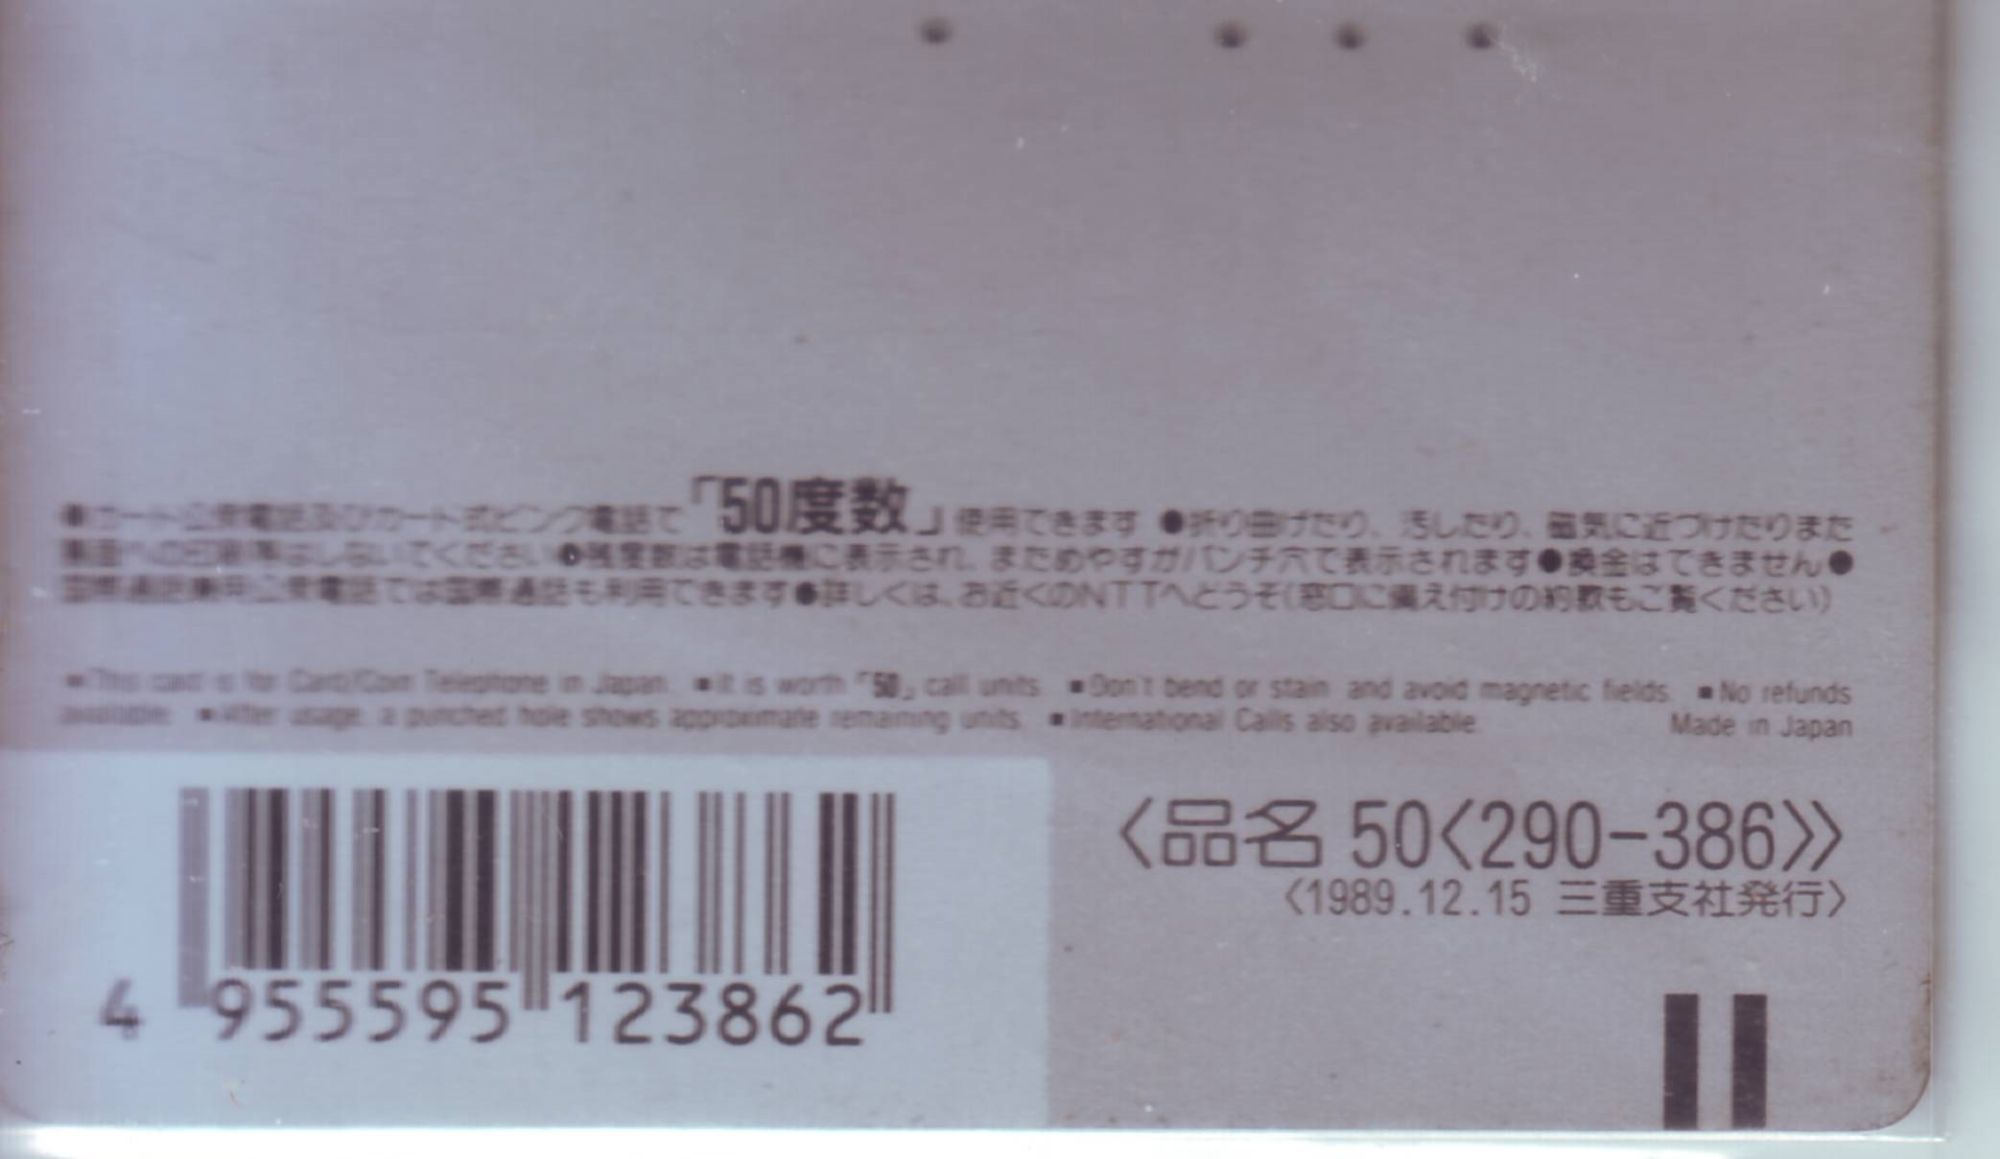 ●カード公衆電話及びカード式ピンク電話で「50度数」使用できます ●折り曲げたり、汚したり、磁気に近づけたりまた
裏面への印刷等はしないでください●残度数は電話機に表示され、まためやすがパンチ穴で表示されます●換金はできません●
国際通話兼用公衆電話では国際通話も利用できます●詳しくは、お近くのNTTへどうぞ(窓口に備え付けの約款もご覧ください)
■This card is for Card/Coin Telephone in Japan. ■It is worth「50」call units. ■Don't bend or stain and avoid magnetic fields. ■No refunds
available. ■After usage, a punched hole shows approximate remaining units. ■International Calls also available. Made in Japan
〈品名 50〈290-386〉〉
〈1989.12.15 三重支社発行〉
4 955595 123862